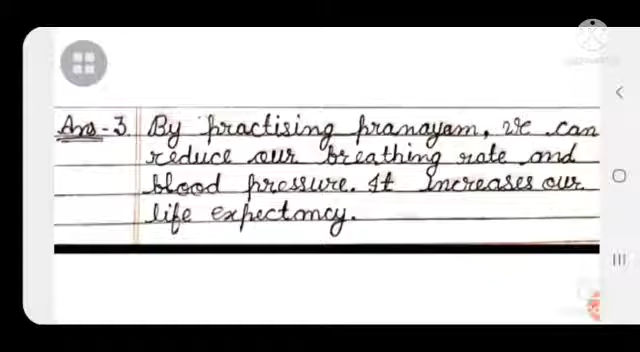 Ans-3. By practising pranayam, we can
reduce our breathing rate and
blood pressure. It increases our
life expectancy.